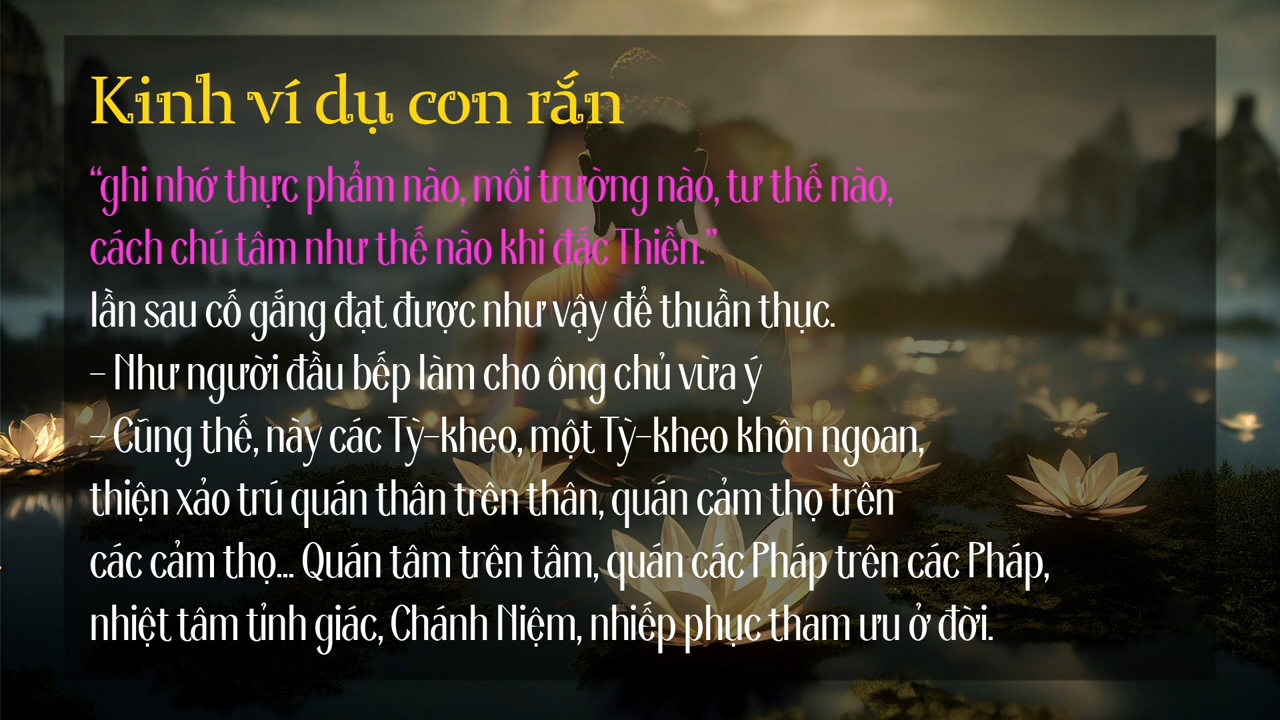 Kinh ví dụ con rắn
“ghi nhớ thực phẩm nào, môi trường nào, tư thế nào,
cách chú tâm như thế nào khi đắc Thiền.”
lần sau cố gắng đạt được như vậy để thuần thục.
– Như người đầu bếp làm cho ông chủ vừa ý
– Cũng thế, này các Tỳ-kheo, một Tỳ-kheo khôn ngoan,
thiện xảo trú quán thân trên thân, quán cảm thọ trên
các cảm thọ... Quán tâm trên tâm, quán các Pháp trên các Pháp,
nhiệt tâm tỉnh giác, Chánh Niệm, nhiếp phục tham ưu ở đời.